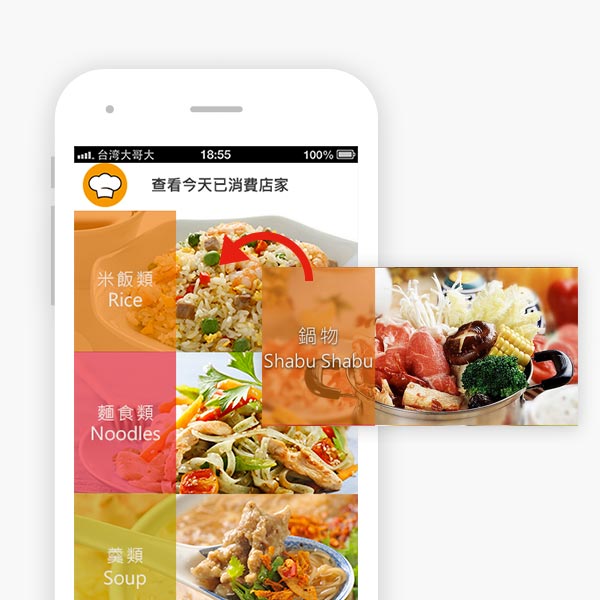 台湾大哥大
18:55
100%
查看今天已消費店家
米飯類
Rice
鍋物
Shabu Shabu
麵食類
Noodles
羹類
Soup